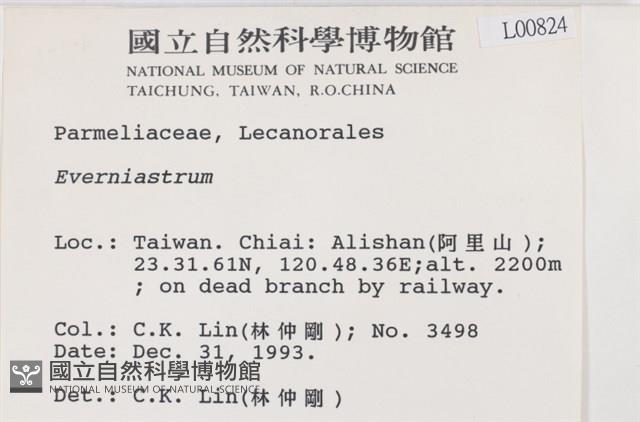 L00824
國立自然科學博物館
NATIONAL MUSEUM OF NATURAL SCIENCE
TAICHUNG, TAIWAN, R.O.CHINA
Parmeliaceae, Lecanorales
Everniastrum
Loc.: Taiwan. Chiai: Alishan(阿里山);
23.31.61N, 120.48.36E;alt. 2200m
; on dead branch by railway.
Col.: C.K. Lin(林仲剛); No. 3498
Date: Dec. 31, 1993.
國立自然科學博物館
NATIONAL MUSEUM OF NATURAL SCIENCE
Det.: C.K. Lin(林仲剛)